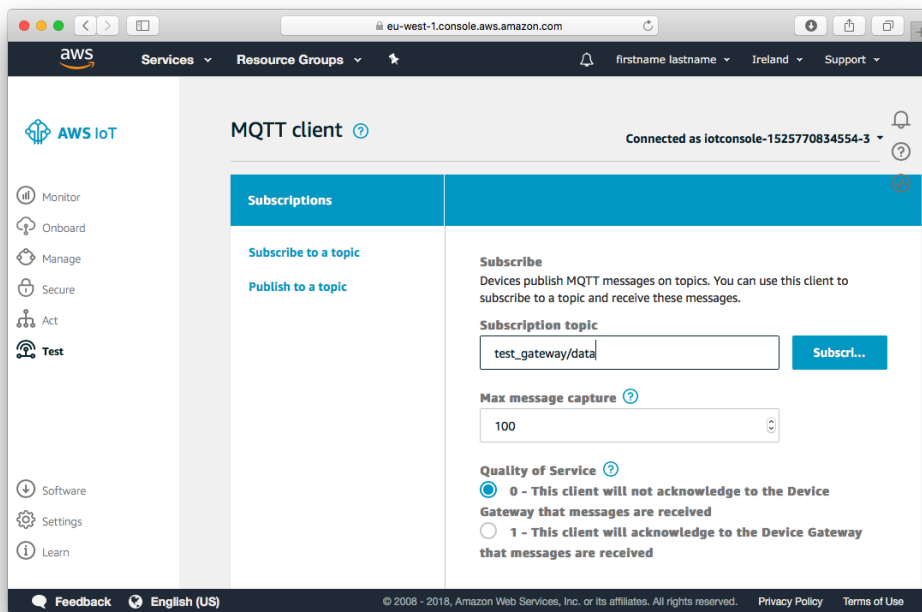 eu-west-1.console.aws.amazon.com
aws
Services
Resource Groups
firstname lastname
Ireland
Support
AWS IoT
MQTT client ?
Connected as iotconsole-1525770834554-3
?
Monitor
Onboard
Manage
Secure
Act
Test
Software
Settings
Learn
Subscriptions
Subscribe to a topic
Publish to a topic
Subscribe
Devices publish MQTT messages on topics. You can use this client to
subscribe to a topic and receive these messages.
Subscription topic
test_gateway/data
Subscri...
Max message capture ?
100
Quality of Service ?
0 - This client will not acknowledge to the Device
Gateway that messages are received
1 - This client will acknowledge to the Device Gateway
that messages are received
Feedback
English (US)
© 2008 - 2018, Amazon Web Services, Inc. or its affiliates. All rights reserved.
Privacy Policy
Terms of Use